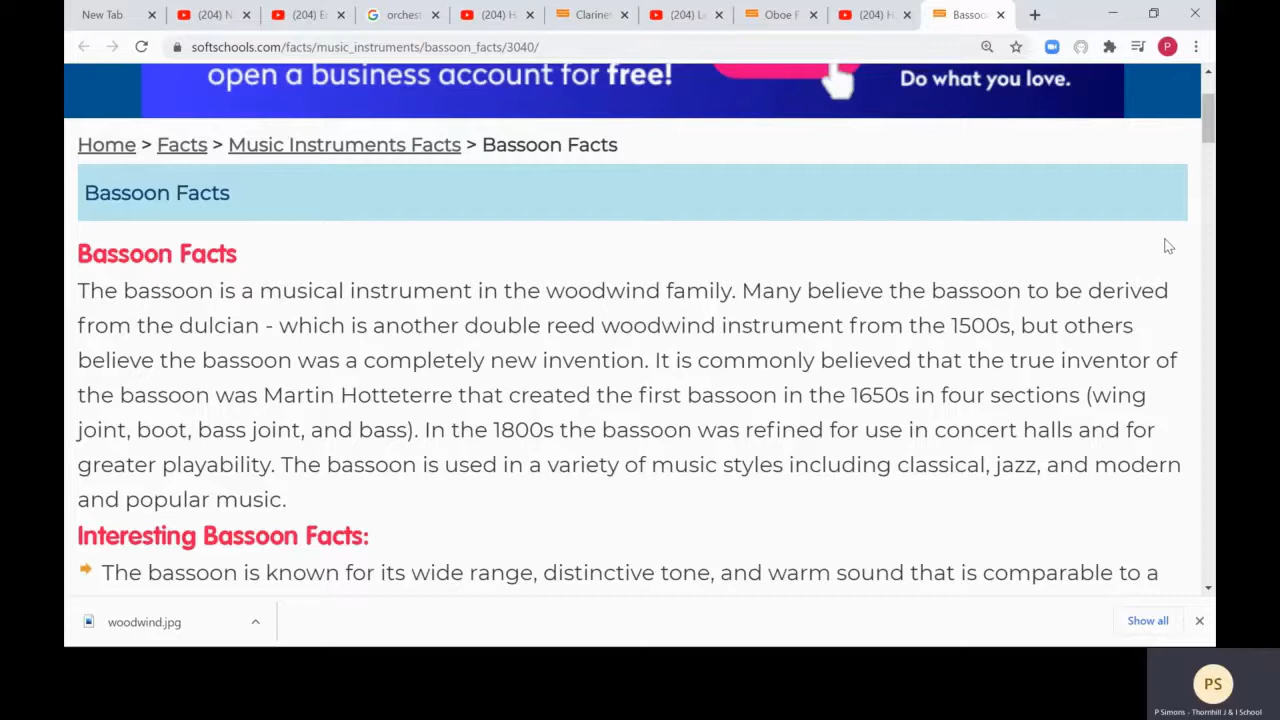 New Tab
(204) N
(204) E
orchest
(204) H
Clarine
(204) L
Oboe F
(204) H
Bassoo
softschools.com/facts/music_instruments/bassoon_facts/3040/
P
open a business account for free!
Do what you love.
Home > Facts > Music Instruments Facts > Bassoon Facts
Bassoon Facts
Bassoon Facts
The bassoon is a musical instrument in the woodwind family. Many believe the bassoon to be derived
from the dulcian - which is another double reed woodwind instrument from the 1500s, but others
believe the bassoon was a completely new invention. It is commonly believed that the true inventor of
the bassoon was Martin Hotteterre that created the first bassoon in the 1650s in four sections (wing
joint, boot, bass joint, and bass). In the 1800s the bassoon was refined for use in concert halls and for
greater playability. The bassoon is used in a variety of music styles including classical, jazz, and modern
and popular music.
Interesting Bassoon Facts:
The bassoon is known for its wide range, distinctive tone, and warm sound that is comparable to a
woodwind.jpg
Show all
PS
P Simons - Thornhill J & I School